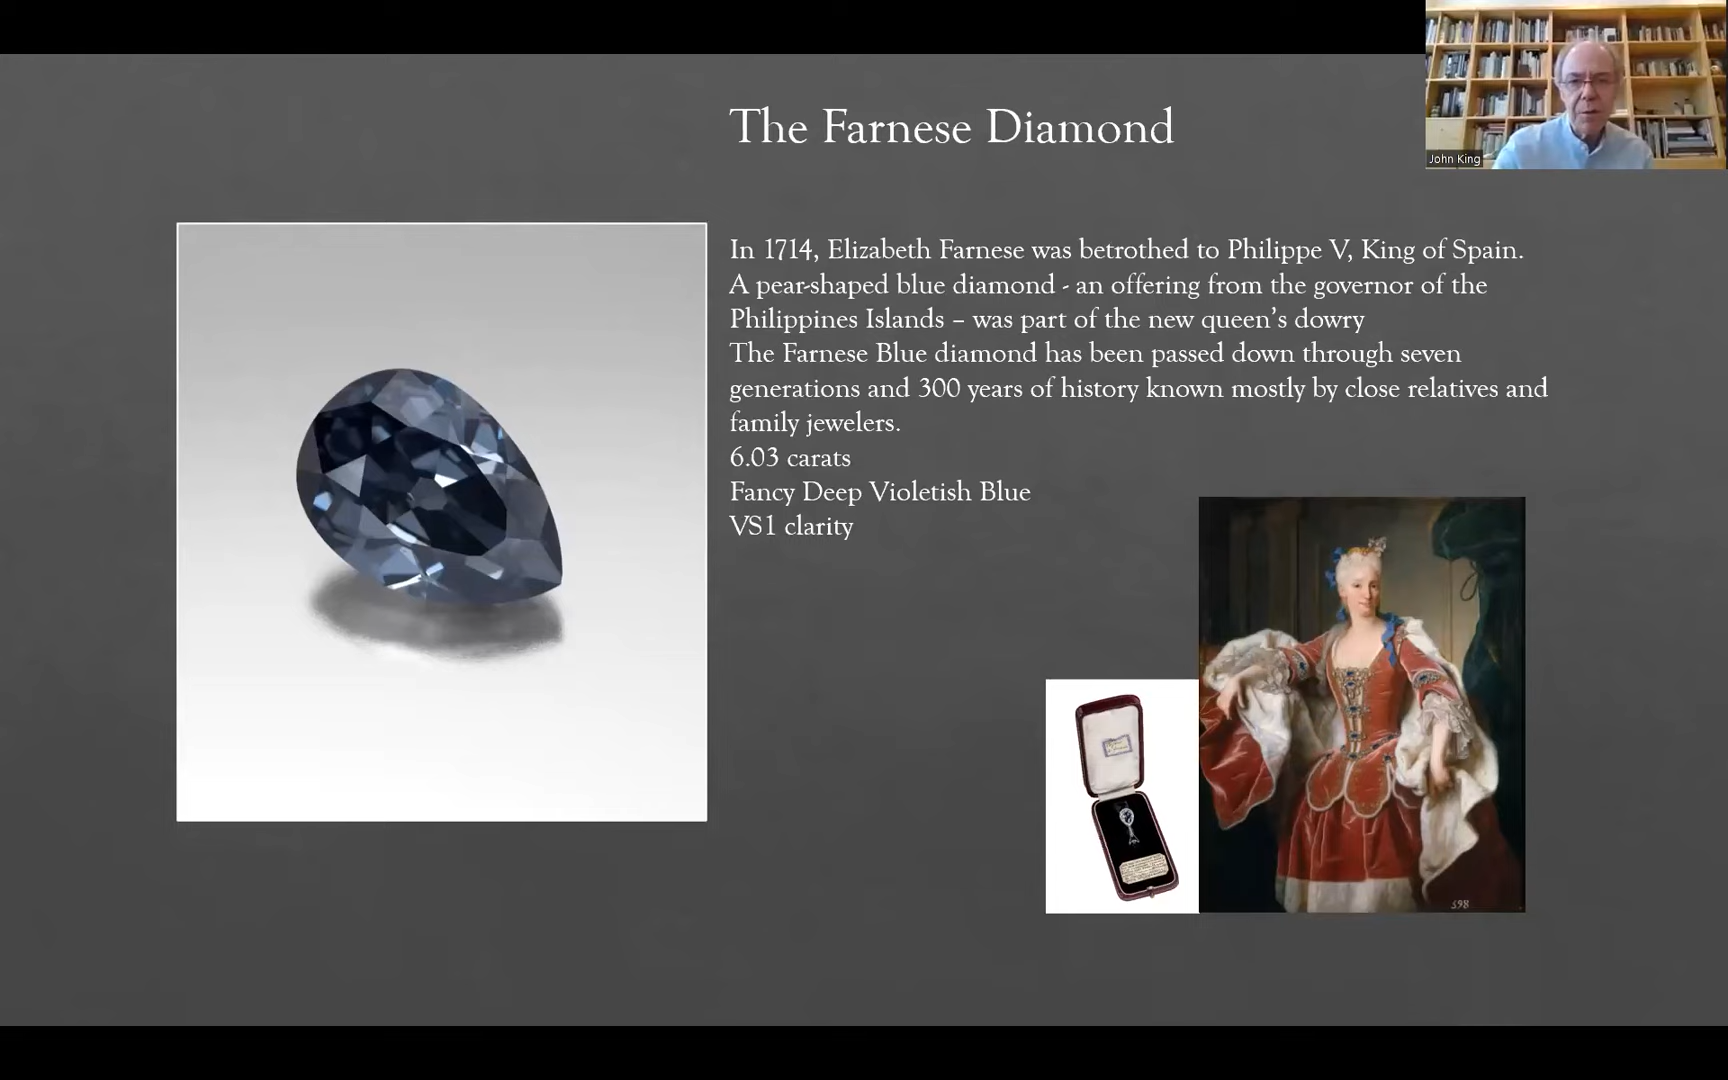 The Farnese Diamond
John King
In 1714, Elizabeth Farnese was betrothed to Philippe V, King of Spain.
A pear-shaped blue diamond - an offering from the governor of the
Philippines Islands – was part of the new queen's dowry
The Farnese Blue diamond has been passed down through seven
generations and 300 years of history known mostly by close relatives and
family jewelers.
6.03 carats
Fancy Deep Violetish Blue
VS1 clarity
598